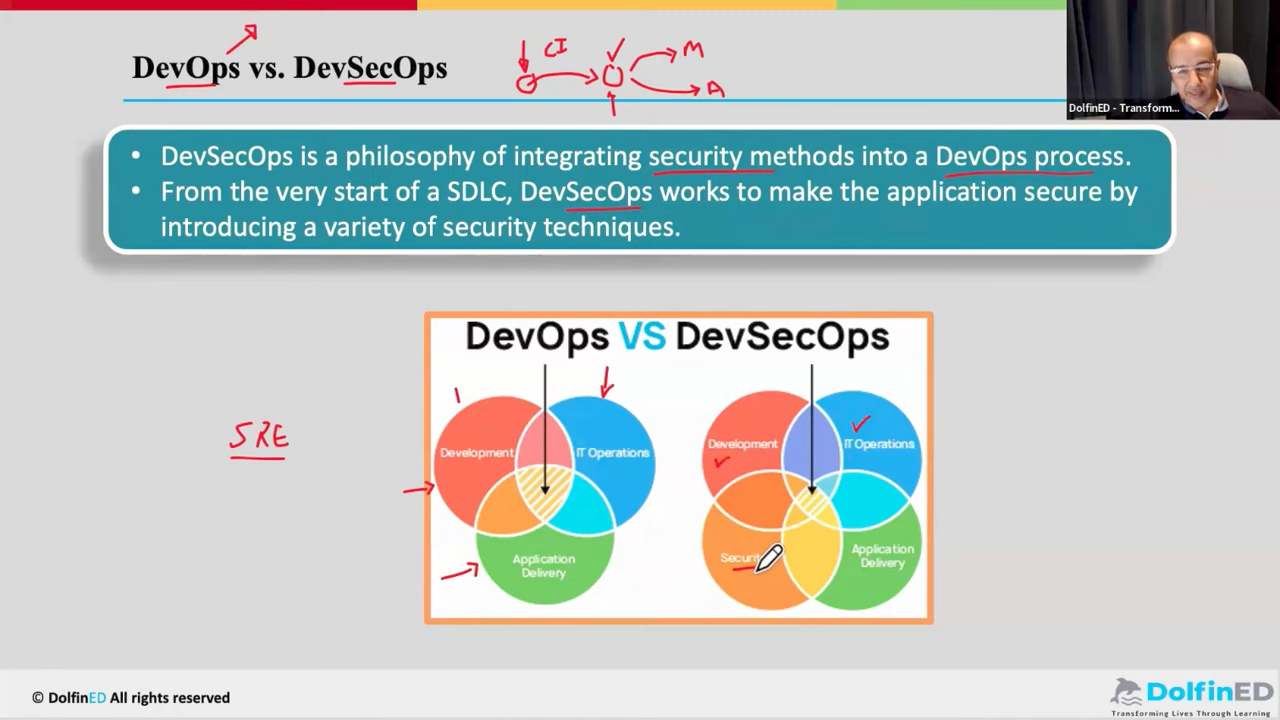 DevOps vs. DevSecOps
CI
M
A
DolfinED - Transform...
• DevSecOps is a philosophy of integrating security methods into a DevOps process.
• From the very start of a SDLC, DevSecOps works to make the application secure by
introducing a variety of security techniques.
DevOps VS DevSecOps
Development
IT Operations
Application
Delivery
Development
IT Operations
Application
Delivery
SRE
© DolfinED All rights reserved
DolfinED
Transforming Lives Through Learning